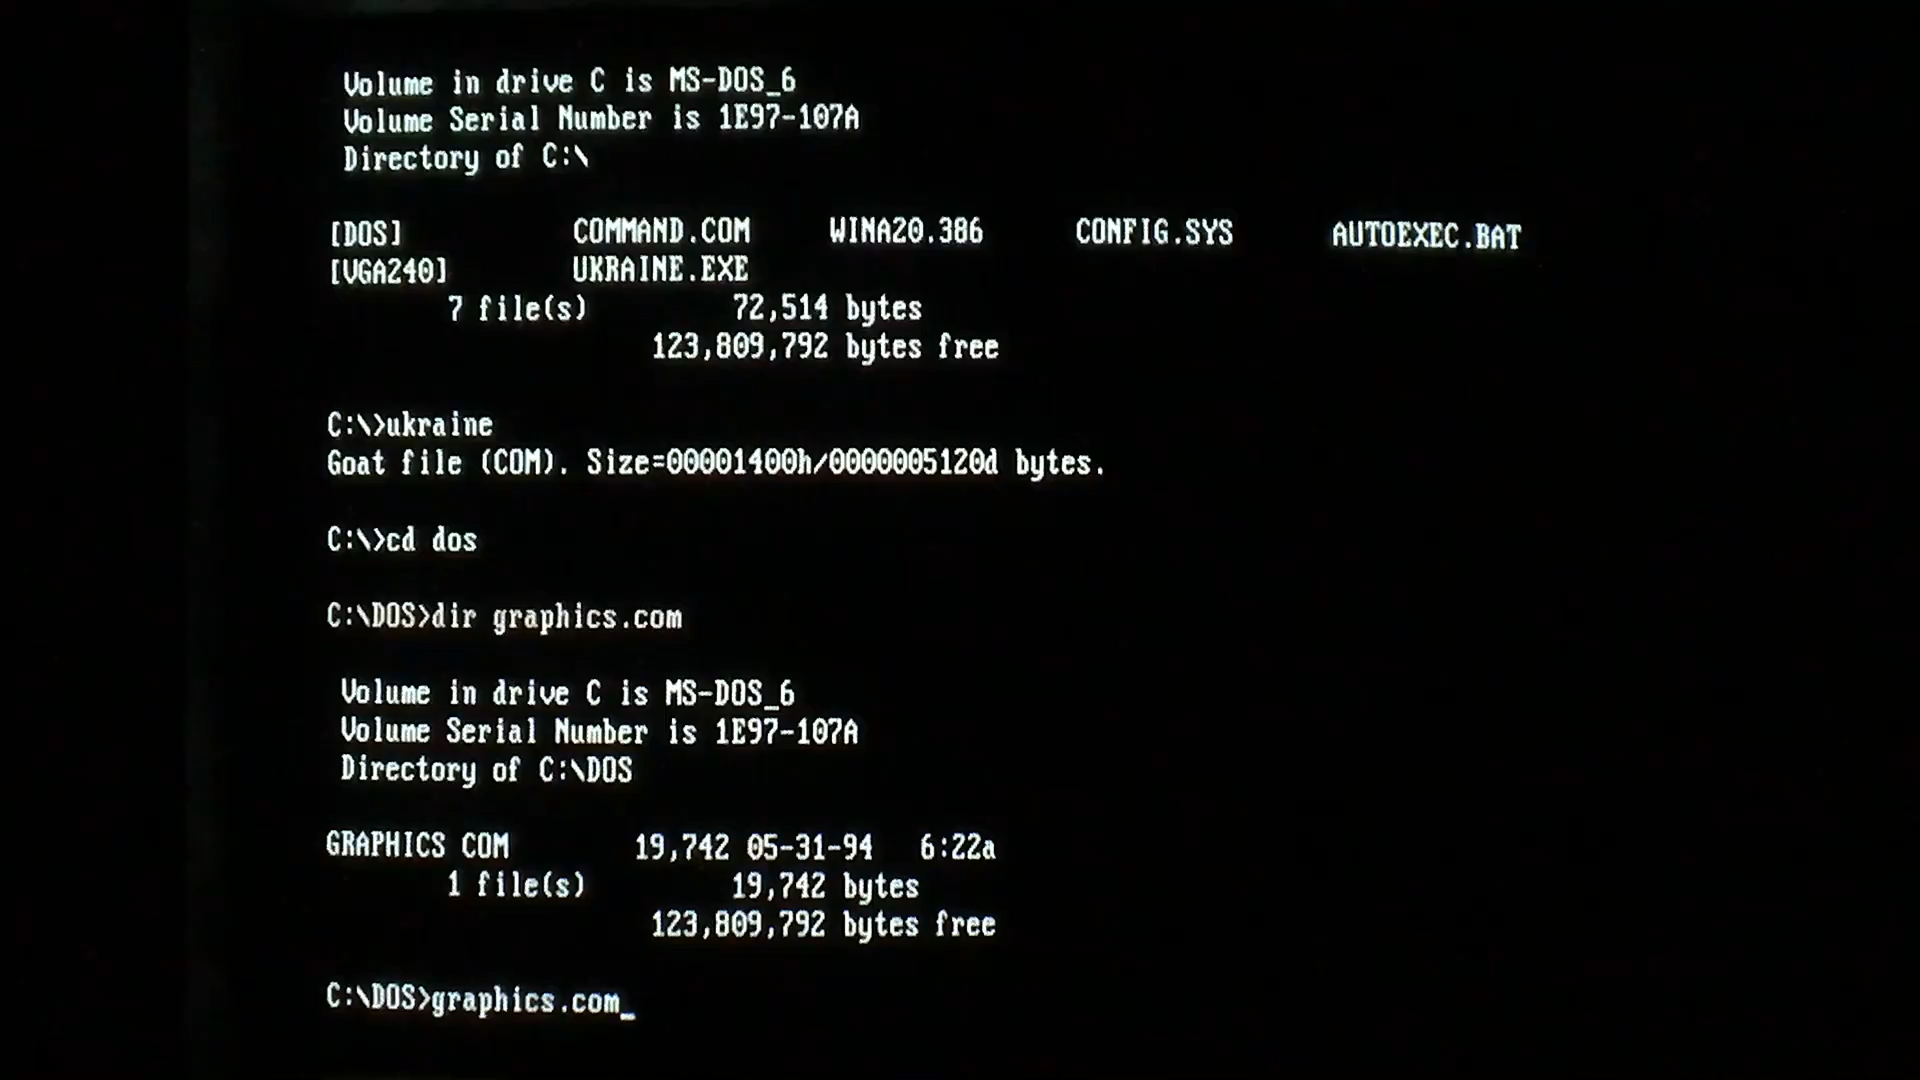 Volume in drive C is MS-DOS_6
Volume Serial Number is 1E97-107A
Directory of C:\
[DOS] COMMAND.COM WINA20.386 CONFIG.SYS AUTOEXEC.BAT
[VGA240] UKRAINE.EXE
7 file(s) 72,514 bytes
123,809,792 bytes free
C:\>ukraine
Goat file (COM). Size=00001400h/0000005120d bytes.
C:\>cd dos
C:\DOS>dir graphics.com
Volume in drive C is MS-DOS_6
Volume Serial Number is 1E97-107A
Directory of C:\DOS
GRAPHICS COM 19,742 05-31-94 6:22a
1 file(s) 19,742 bytes
123,809,792 bytes free
C:\DOS>graphics.com_